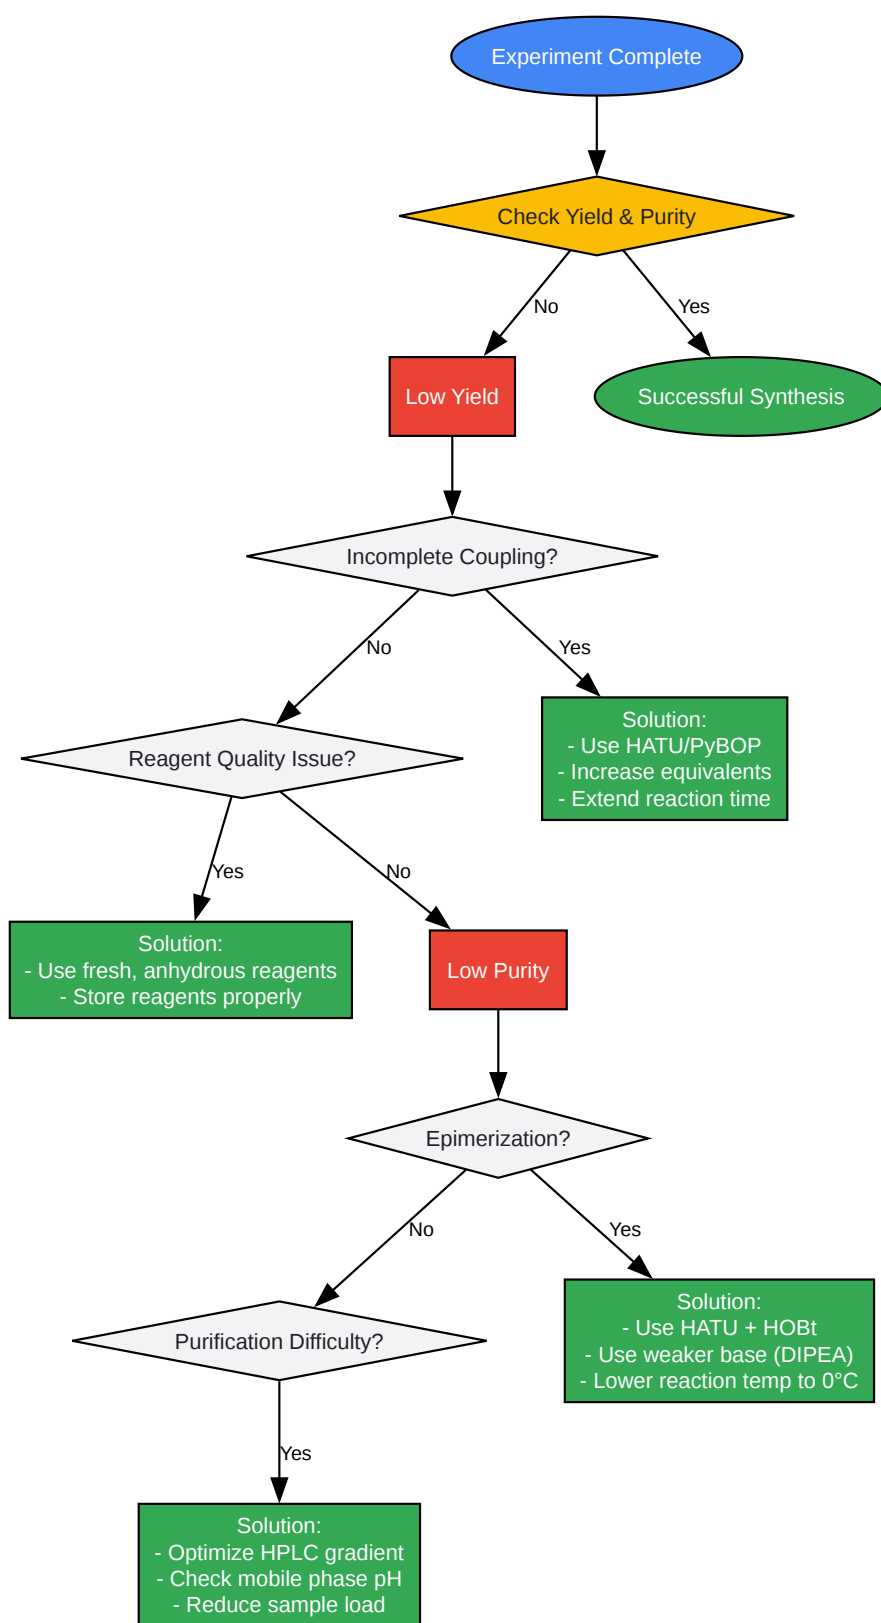 Experiment Complete
Check Yield & Purity
No
Yes
Low Yield
Successful Synthesis
Incomplete Coupling?
No
Yes
Solution:
- Use HATU/PyBOP
- Increase equivalents
- Extend reaction time
Reagent Quality Issue?
Yes
No
Solution:
- Use fresh, anhydrous reagents
- Store reagents properly
Low Purity
Epimerization?
No
Yes
Solution:
- Use HATU + HOBt
- Use weaker base (DIPEA)
- Lower reaction temp to 0°C
Purification Difficulty?
Yes
Solution:
- Optimize HPLC gradient
- Check mobile phase pH
- Reduce sample load